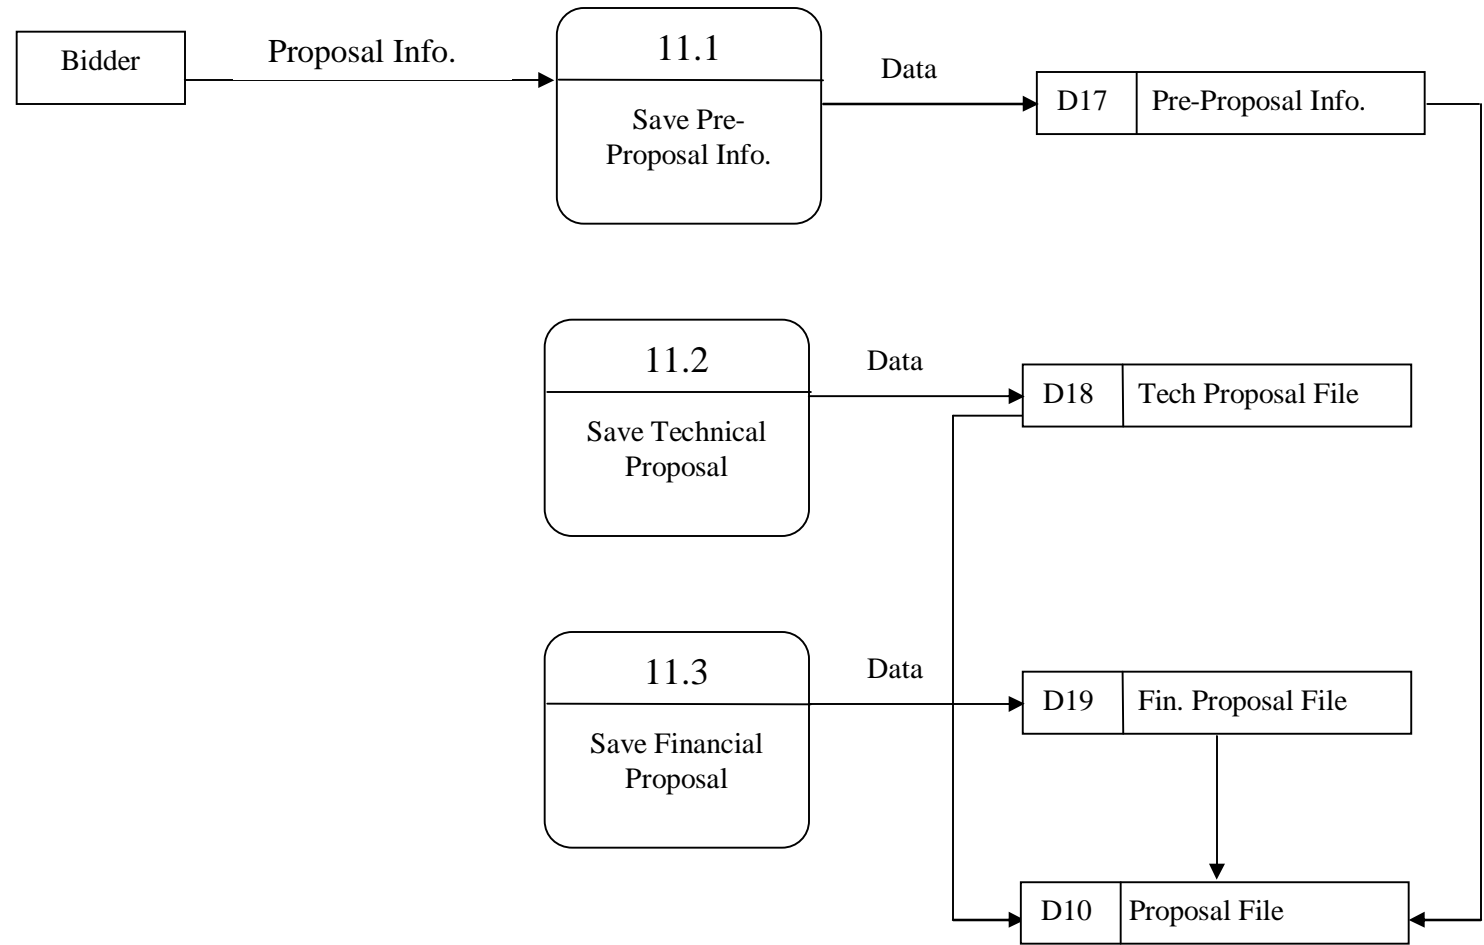 Bidder
Proposal Info.
11.1
Save Pre-
Proposal Info.
Data
D17
Pre-Proposal Info.
11.2
Save Technical
Proposal
Data
D18
Tech Proposal File
11.3
Save Financial
Proposal
Data
D19
Fin. Proposal File
D10
Proposal File